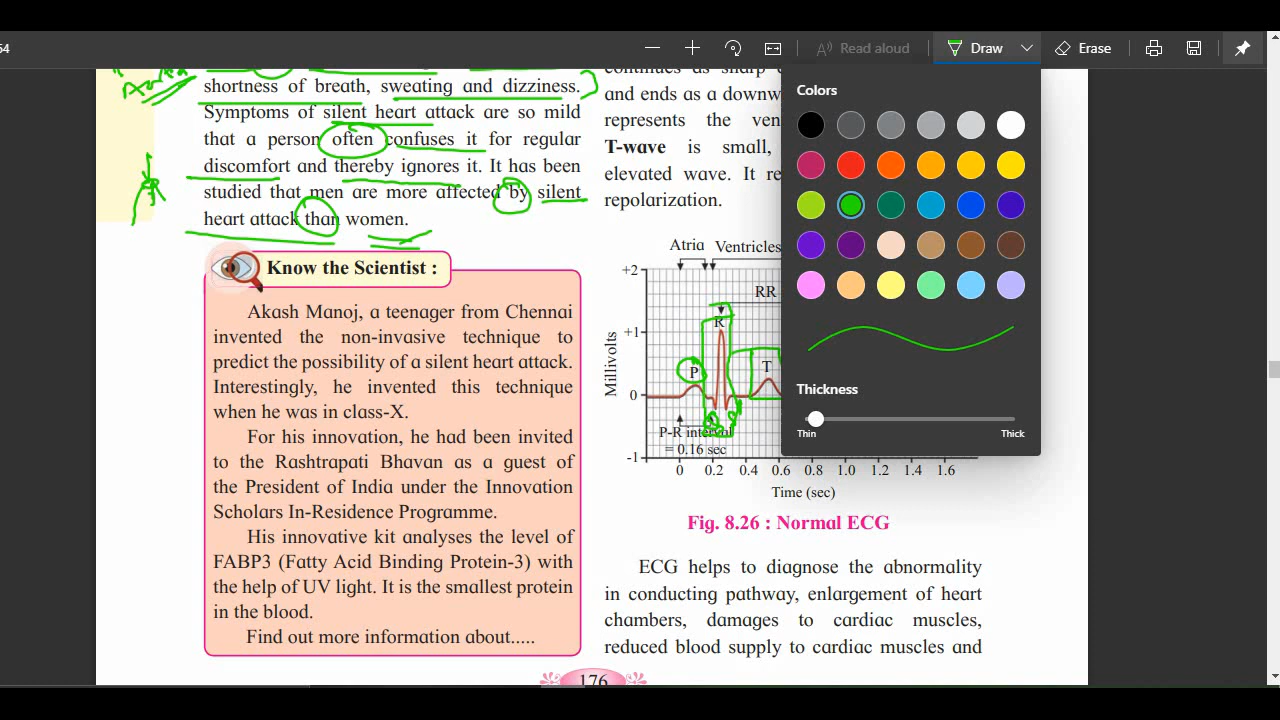 64
Read aloud
Draw
Erase
shortness of breath, sweating and dizziness.
Symptoms of silent heart attack are so mild
that a person often confuses it for regular
discomfort and thereby ignores it. It has been
studied that men are more affected by silent
heart attack than women.
Know the Scientist :
Akash Manoj, a teenager from Chennai
invented the non-invasive technique to
predict the possibility of a silent heart attack.
Interestingly, he invented this technique
when he was in class-X.
For his innovation, he had been invited
to the Rashtrapati Bhavan as a guest of
the President of India under the Innovation
Scholars In-Residence Programme.
His innovative kit analyses the level of
FABP3 (Fatty Acid Binding Protein-3) with
the help of UV light. It is the smallest protein
in the blood.
Find out more information about.....
continues as sharp
and ends as a downw
represents the ven
T-wave is small,
elevated wave. It re
repolarization.
Atria Ventricles
+2
RR
R
+1
Millivolts
P
T
0
P-R interval
= 0.16 sec
-1
0 0.2 0.4 0.6 0.8 1.0 1.2 1.4 1.6
Time (sec)
Fig. 8.26 : Normal ECG
ECG helps to diagnose the abnormality
in conducting pathway, enlargement of heart
chambers, damages to cardiac muscles,
reduced blood supply to cardiac muscles and
176
Colors
Thickness
Thin
Thick